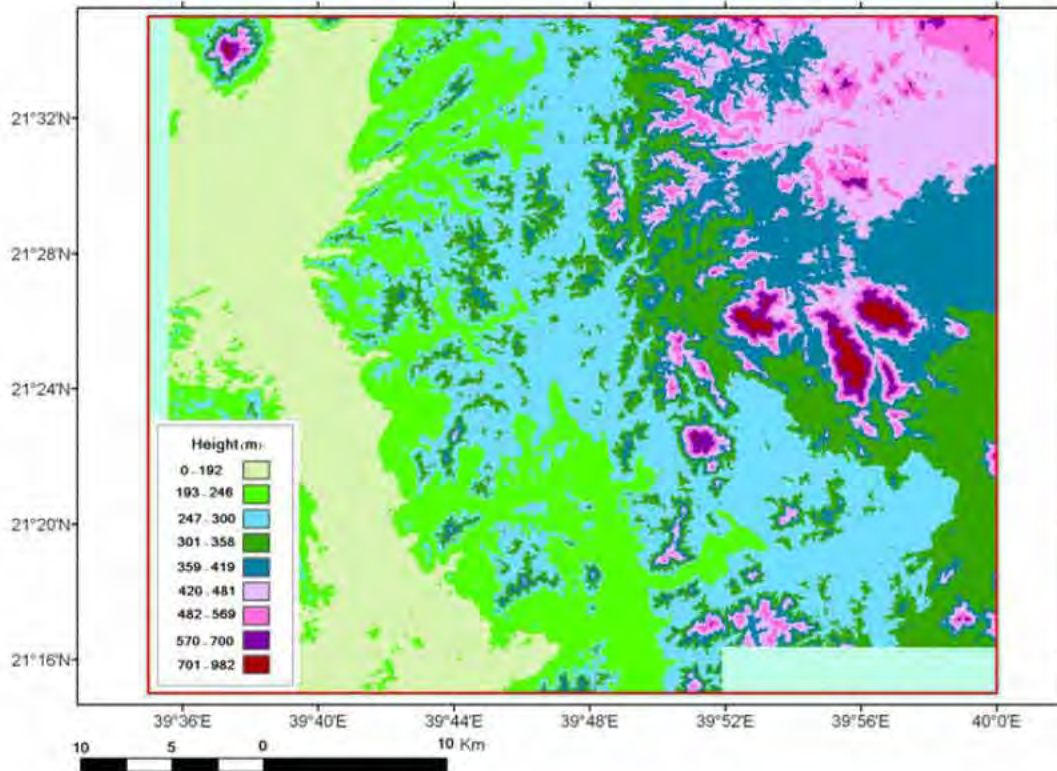 21°32'N
21°28'N
21°24'N
21°20'N
21°16'N
Height (m)
0 - 192
193 - 246
247 - 300
301 - 358
359 - 419
420 - 481
482 - 569
570 - 700
701 - 982
39°36'E
39°40'E
39°44'E
39°48'E
39°52'E
39°56'E
40°0'E
10 5 0 10 Km